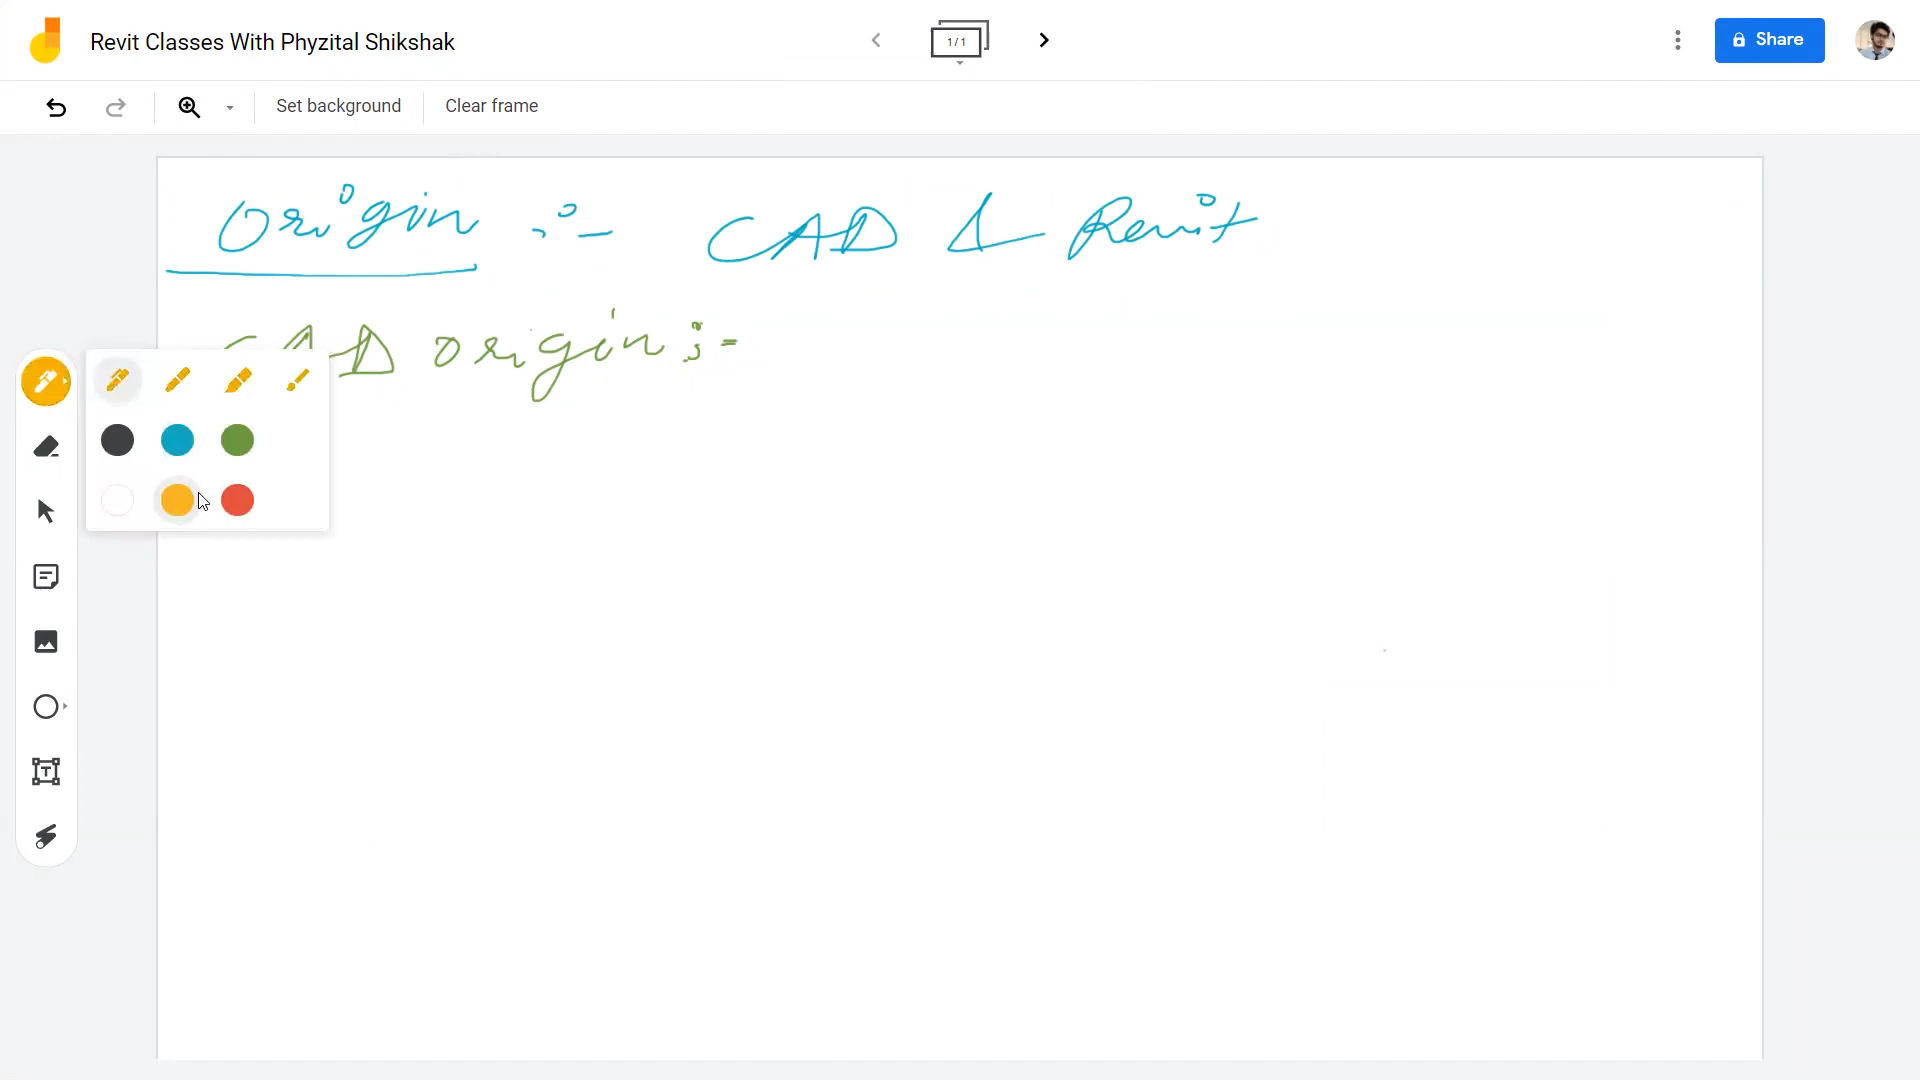 Revit Classes With Phyzital Shikshak
1/1
Share
Set background
Clear frame
Origin :- CAD & Revit
CAD origin :-